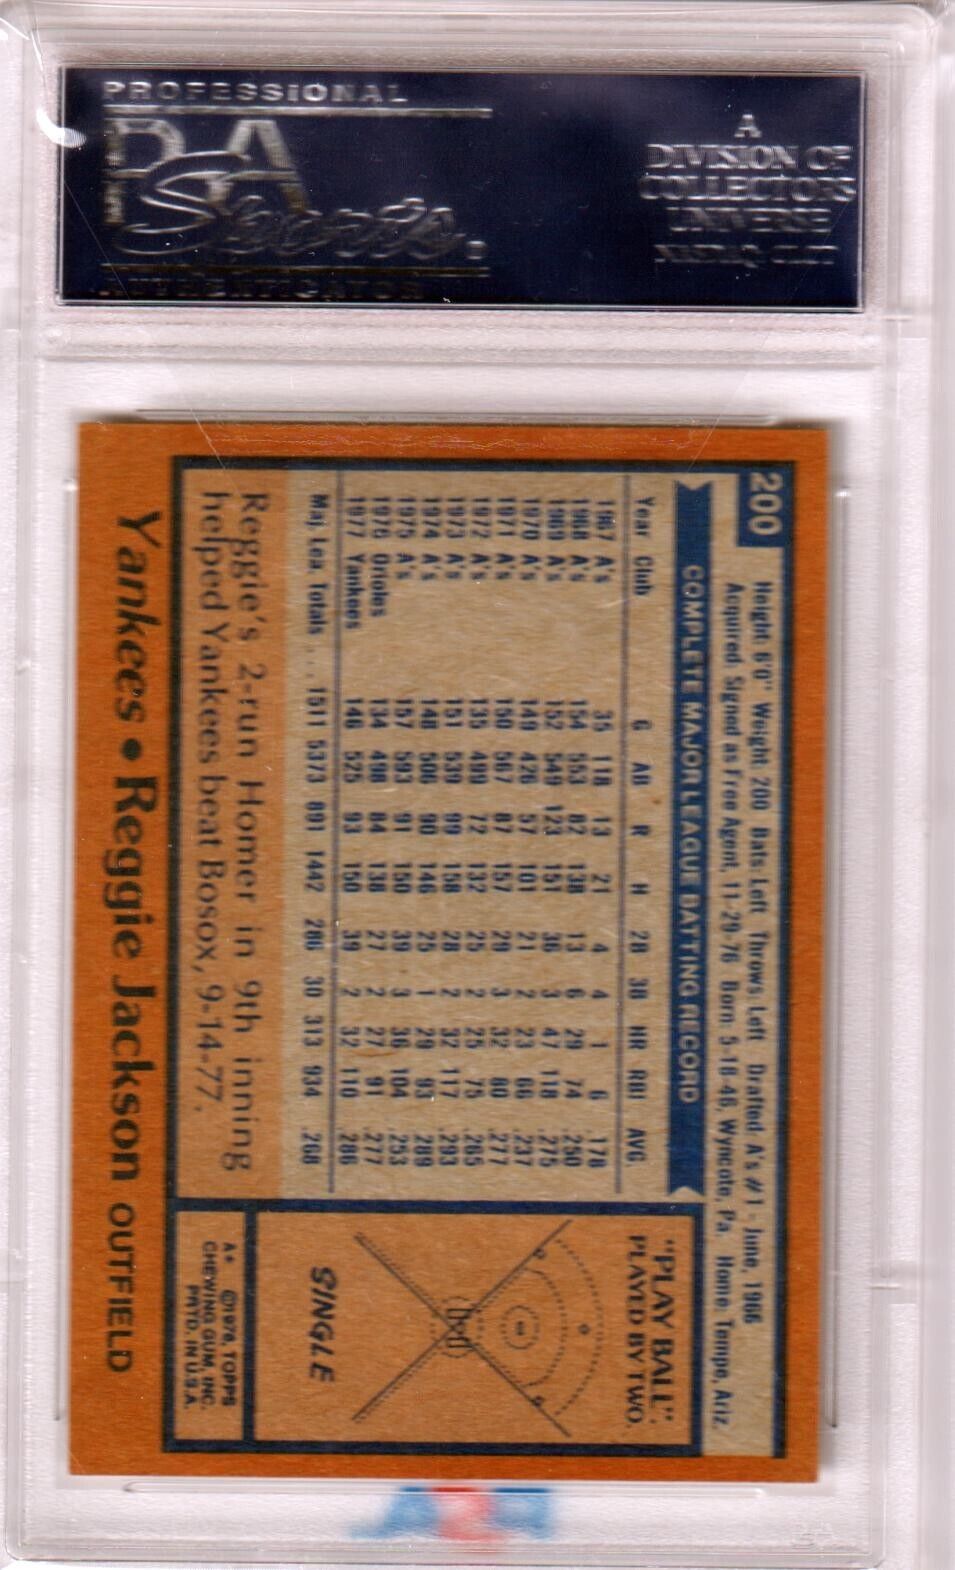 PROFESSIONAL
PSA
Sports
AUTHENTICATOR
A
DIVISION OF
COLLECTORS
UNIVERSE
NASDAQ: CLCT
200
Height: 6'0" Weight: 200 Bats: Left Throws: Left Drafted A's #1 - June, 1966
Acquired: Signed as Free Agent, 11-29-76 Born: 5-18-46, Wyncote, Pa. Home: Tempe, Ariz.
COMPLETE MAJOR LEAGUE BATTING RECORD
Year Club G AB R H 2B 3B HR RBI AVG.
1967 A's 35 118 13 21 4 4 1 6 .178
1968 A's 154 553 82 138 13 6 29 74 .250
1969 A's 152 549 123 151 36 3 47 118 .275
1970 A's 149 426 57 101 21 2 23 66 .237
1971 A's 150 567 87 157 29 3 32 80 .277
1972 A's 135 499 72 132 25 2 25 75 .265
1973 A's 151 539 99 158 28 2 32 117 .293
1974 A's 148 506 90 146 25 1 29 93 .289
1975 A's 157 593 91 150 39 3 36 104 .253
1976 Orioles 134 498 84 138 27 2 27 91 .277
1977 Yankees 146 525 93 150 39 2 32 110 .286
Maj. Lea. Totals . . . 1511 5373 891 1442 286 30 313 934 .268
Reggie's 2-run Homer in 9th inning
helped Yankees beat Bosox, 9-14-77.
"PLAY BALL"
PLAYED BY TWO.
SINGLE
A* ©1978, TOPPS
CHEWING GUM, INC.
PRTD. IN U.S.A.
Yankees • Reggie Jackson OUTFIELD